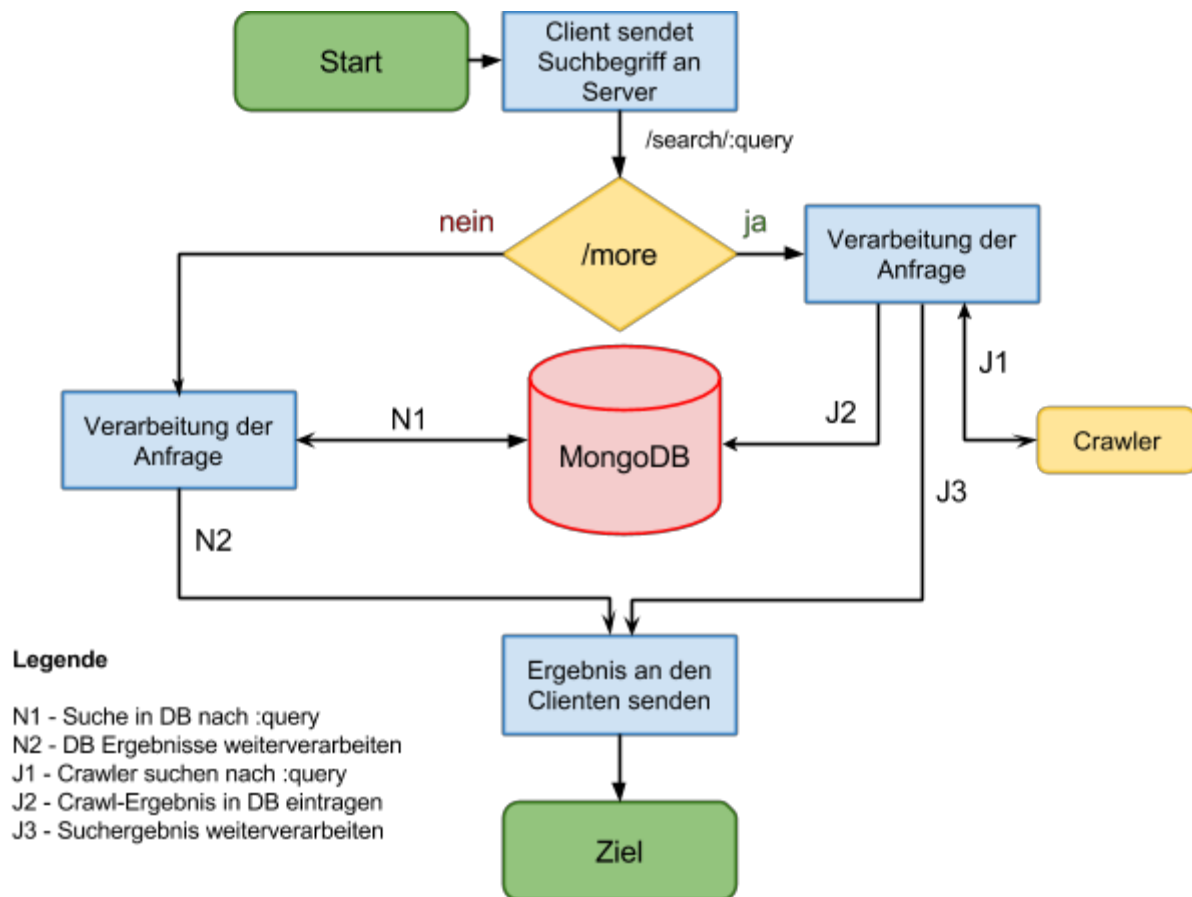 Start
Client sendet
Suchbegriff an
Server
/search/:query
nein
/more
ja
Verarbeitung der
Anfrage
J1
Crawler
J2
J3
MongoDB
N1
Verarbeitung der
Anfrage
N2
Ergebnis an den
Clienten senden
Ziel
Legende
N1 - Suche in DB nach :query
N2 - DB Ergebnisse weiterverarbeiten
J1 - Crawler suchen nach :query
J2 - Crawl-Ergebnis in DB eintragen
J3 - Suchergebnis weiterverarbeiten